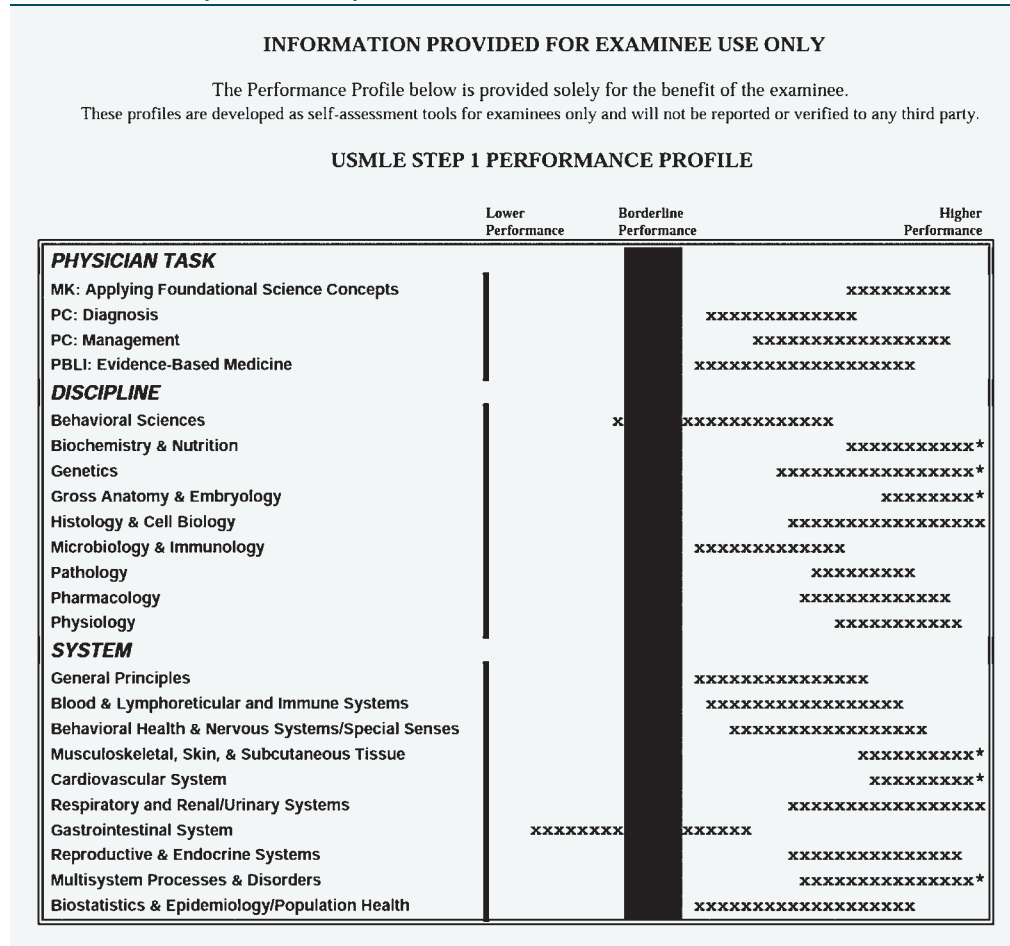 INFORMATION PROVIDED FOR EXAMINEE USE ONLY
The Performance Profile below is provided solely for the benefit of the examinee.
These profiles are developed as self-assessment tools for examinees only and will not be reported or verified to any third party.
USMLE STEP 1 PERFORMANCE PROFILE
Lower Performance
Borderline Performance
Higher Performance
PHYSICIAN TASK
MK: Applying Foundational Science Concepts xxxxxxxxx
PC: Diagnosis xxxxxxxxxxxxx
PC: Management xxxxxxxxxxxxxxxxx
PBLI: Evidence-Based Medicine xxxxxxxxxxxxxxxxxxx
DISCIPLINE
Behavioral Sciences x xxxxxxxxxxxxx
Biochemistry & Nutrition xxxxxxxxxxx*
Genetics xxxxxxxxxxxxxxxxx*
Gross Anatomy & Embryology xxxxxxxx*
Histology & Cell Biology xxxxxxxxxxxxxxxxx
Microbiology & Immunology xxxxxxxxxxxxx
Pathology xxxxxxxxx
Pharmacology xxxxxxxxxxxxx
Physiology xxxxxxxxxxx
SYSTEM
General Principles xxxxxxxxxxxxxxx
Blood & Lymphoreticular and Immune Systems xxxxxxxxxxxxxxxxx
Behavioral Health & Nervous Systems/Special Senses xxxxxxxxxxxxxxxxx
Musculoskeletal, Skin, & Subcutaneous Tissue xxxxxxxxxx*
Cardiovascular System xxxxxxxxx*
Respiratory and Renal/Urinary Systems xxxxxxxxxxxxxxxxx
Gastrointestinal System xxxxxxxx xxxxxx
Reproductive & Endocrine Systems xxxxxxxxxxxxxxx
Multisystem Processes & Disorders xxxxxxxxxxxxxxx*
Biostatistics & Epidemiology/Population Health xxxxxxxxxxxxxxxxxxx